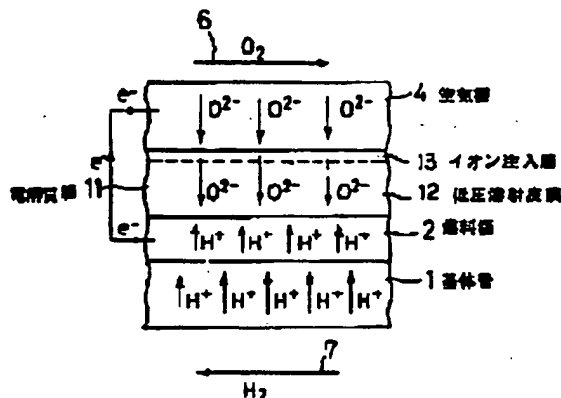 6
O₂
e⁻
O²⁻ O²⁻ O²⁻
4 空気極
13 イオン注入層
e
電解質膜 11
O²⁻ O²⁻ O²⁻
12 低圧溶射皮膜
e⁻
H⁺ H⁺ H⁺ H⁺
2 燃料極
H⁺ H⁺ H⁺ H⁺ H⁺
1 基体管
7
H₂